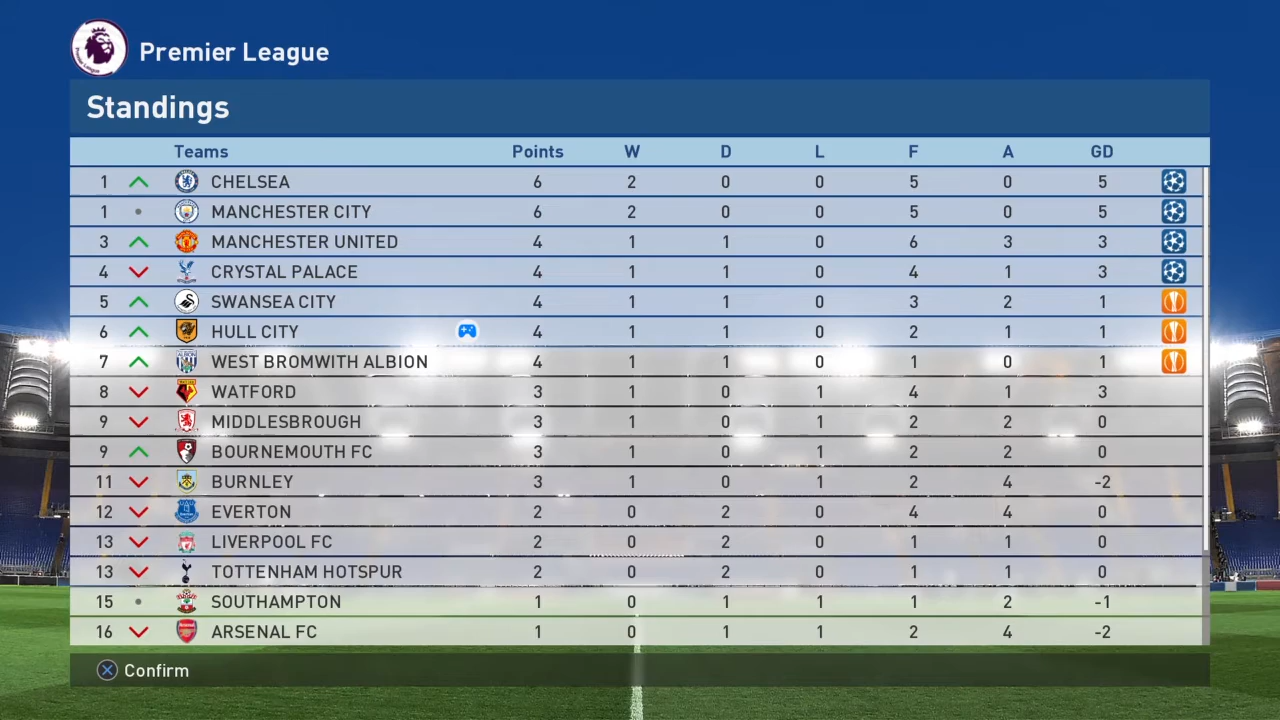 Premier League
Standings
Teams Points W D L F A GD
1 CHELSEA 6 2 0 0 5 0 5
1 MANCHESTER CITY 6 2 0 0 5 0 5
3 MANCHESTER UNITED 4 1 1 0 6 3 3
4 CRYSTAL PALACE 4 1 1 0 4 1 3
5 SWANSEA CITY 4 1 1 0 3 2 1
6 HULL CITY 4 1 1 0 2 1 1
7 WEST BROMWITH ALBION 4 1 1 0 1 0 1
8 WATFORD 3 1 0 1 4 1 3
9 MIDDLESBROUGH 3 1 0 1 2 2 0
9 BOURNEMOUTH FC 3 1 0 1 2 2 0
11 BURNLEY 3 1 0 1 2 4 -2
12 EVERTON 2 0 2 0 4 4 0
13 LIVERPOOL FC 2 0 2 0 1 1 0
13 TOTTENHAM HOTSPUR 2 0 2 0 1 1 0
15 SOUTHAMPTON 1 0 1 1 1 2 -1
16 ARSENAL FC 1 0 1 1 2 4 -2
Confirm